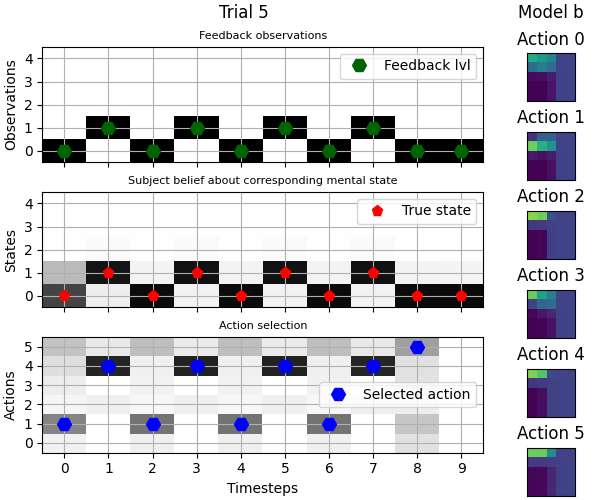 Trial 5
Model b
Feedback observations
Observations
4
3
2
1
0
Feedback lvl
Subject belief about corresponding mental state
States
4
3
2
1
0
True state
Action selection
Actions
5
4
3
2
1
0
Selected action
0 1 2 3 4 5 6 7 8 9
Timesteps
Action 0
Action 1
Action 2
Action 3
Action 4
Action 5